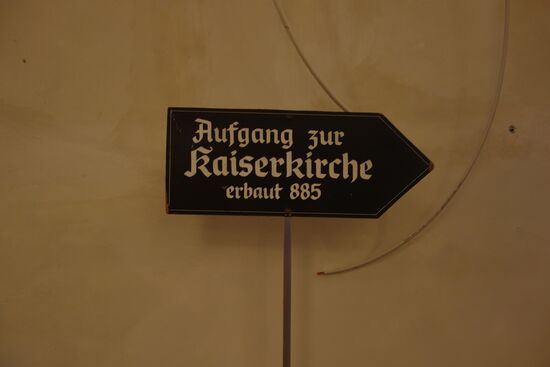 Aufgang zur
Kaiserkirche
erbaut 885